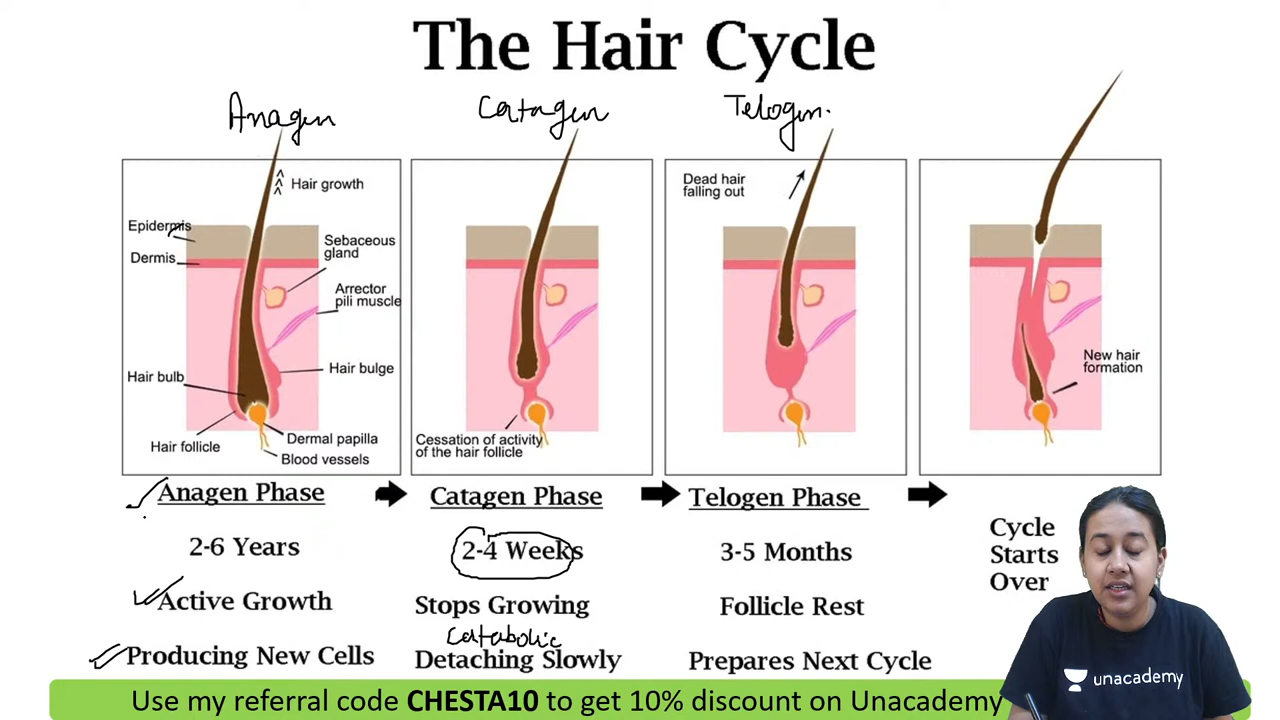 The Hair Cycle
Anagen
Catagen
Telogen
Hair growth
Epidermis
Dermis
Sebaceous
gland
Arrector
pili muscle
Hair bulb
Hair bulge
Hair follicle
Dermal papilla
Blood vessels
Cessation of activity
of the hair follicle
Dead hair
falling out
New hair
formation
Anagen Phase
2-6 Years
Active Growth
Producing New Cells
Catagen Phase
2-4 Weeks
Stops Growing
Catabolic
Detaching Slowly
Telogen Phase
3-5 Months
Follicle Rest
Prepares Next Cycle
Cycle
Starts
Over
unacademy
Use my referral code CHESTA10 to get 10% discount on Unacademy